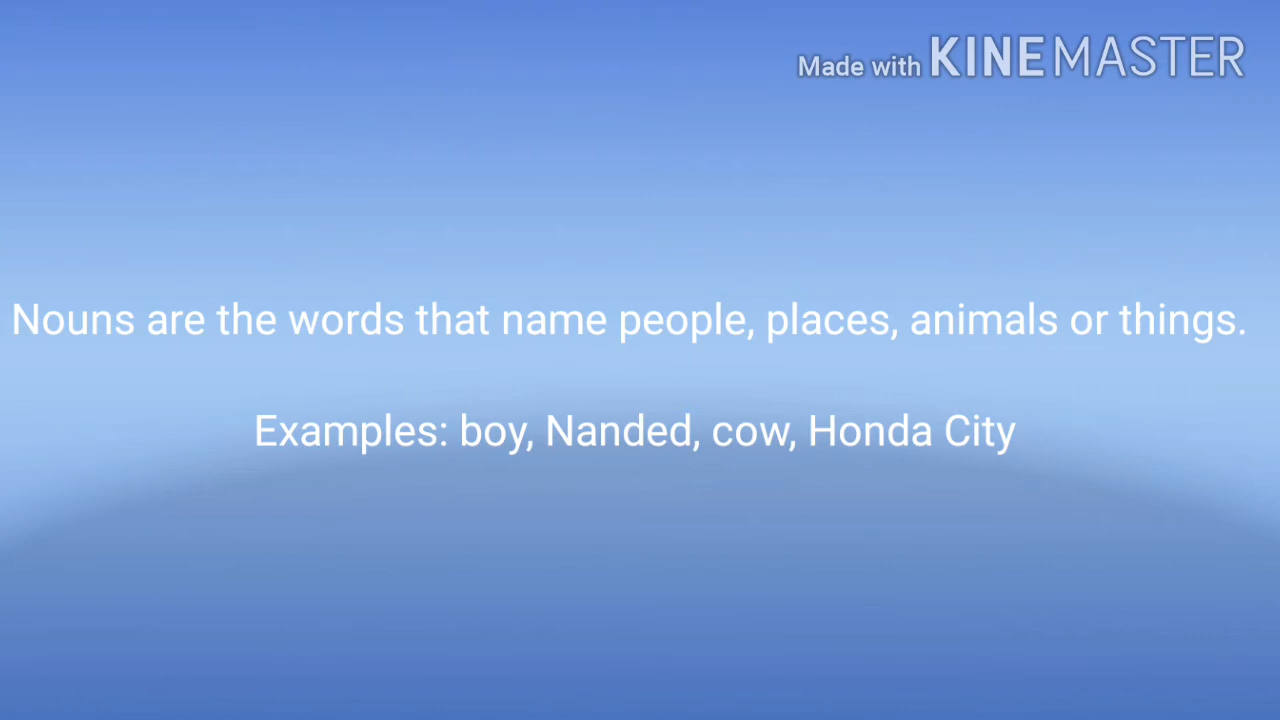 Made with KINEMASTER
Nouns are the words that name people, places, animals or things.
Examples: boy, Nanded, cow, Honda City